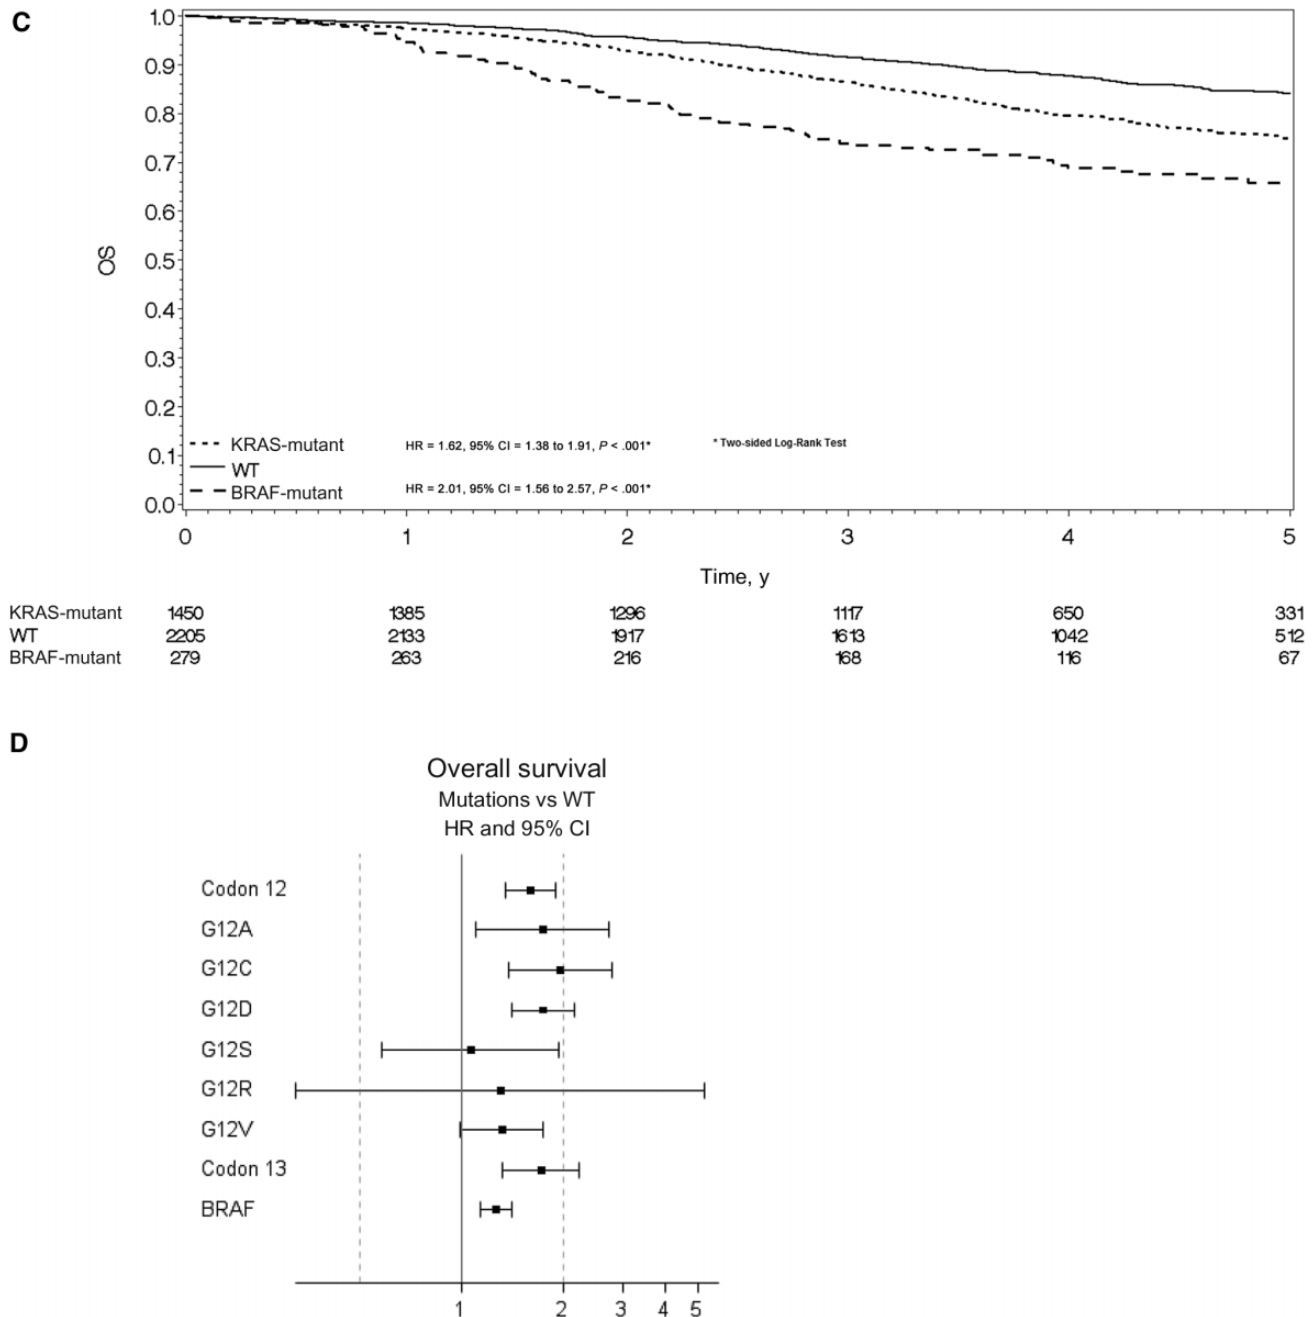 C
1.0
0.9
0.8
0.7
0.6
0.5
0.4
0.3
0.2
0.1
0.0
OS
KRAS-mutant HR = 1.62, 95% CI = 1.38 to 1.91, P < .001* * Two-sided Log-Rank Test
WT
BRAF-mutant HR = 2.01, 95% CI = 1.56 to 2.57, P < .001*
0 1 2 3 4 5
Time, y
KRAS-mutant 1450 1385 1296 1117 650 331
WT 2205 2133 1917 1613 1042 512
BRAF-mutant 279 263 216 168 116 67
D
Overall survival
Mutations vs WT
HR and 95% CI
Codon 12
G12A
G12C
G12D
G12S
G12R
G12V
Codon 13
BRAF
1 2 3 4 5